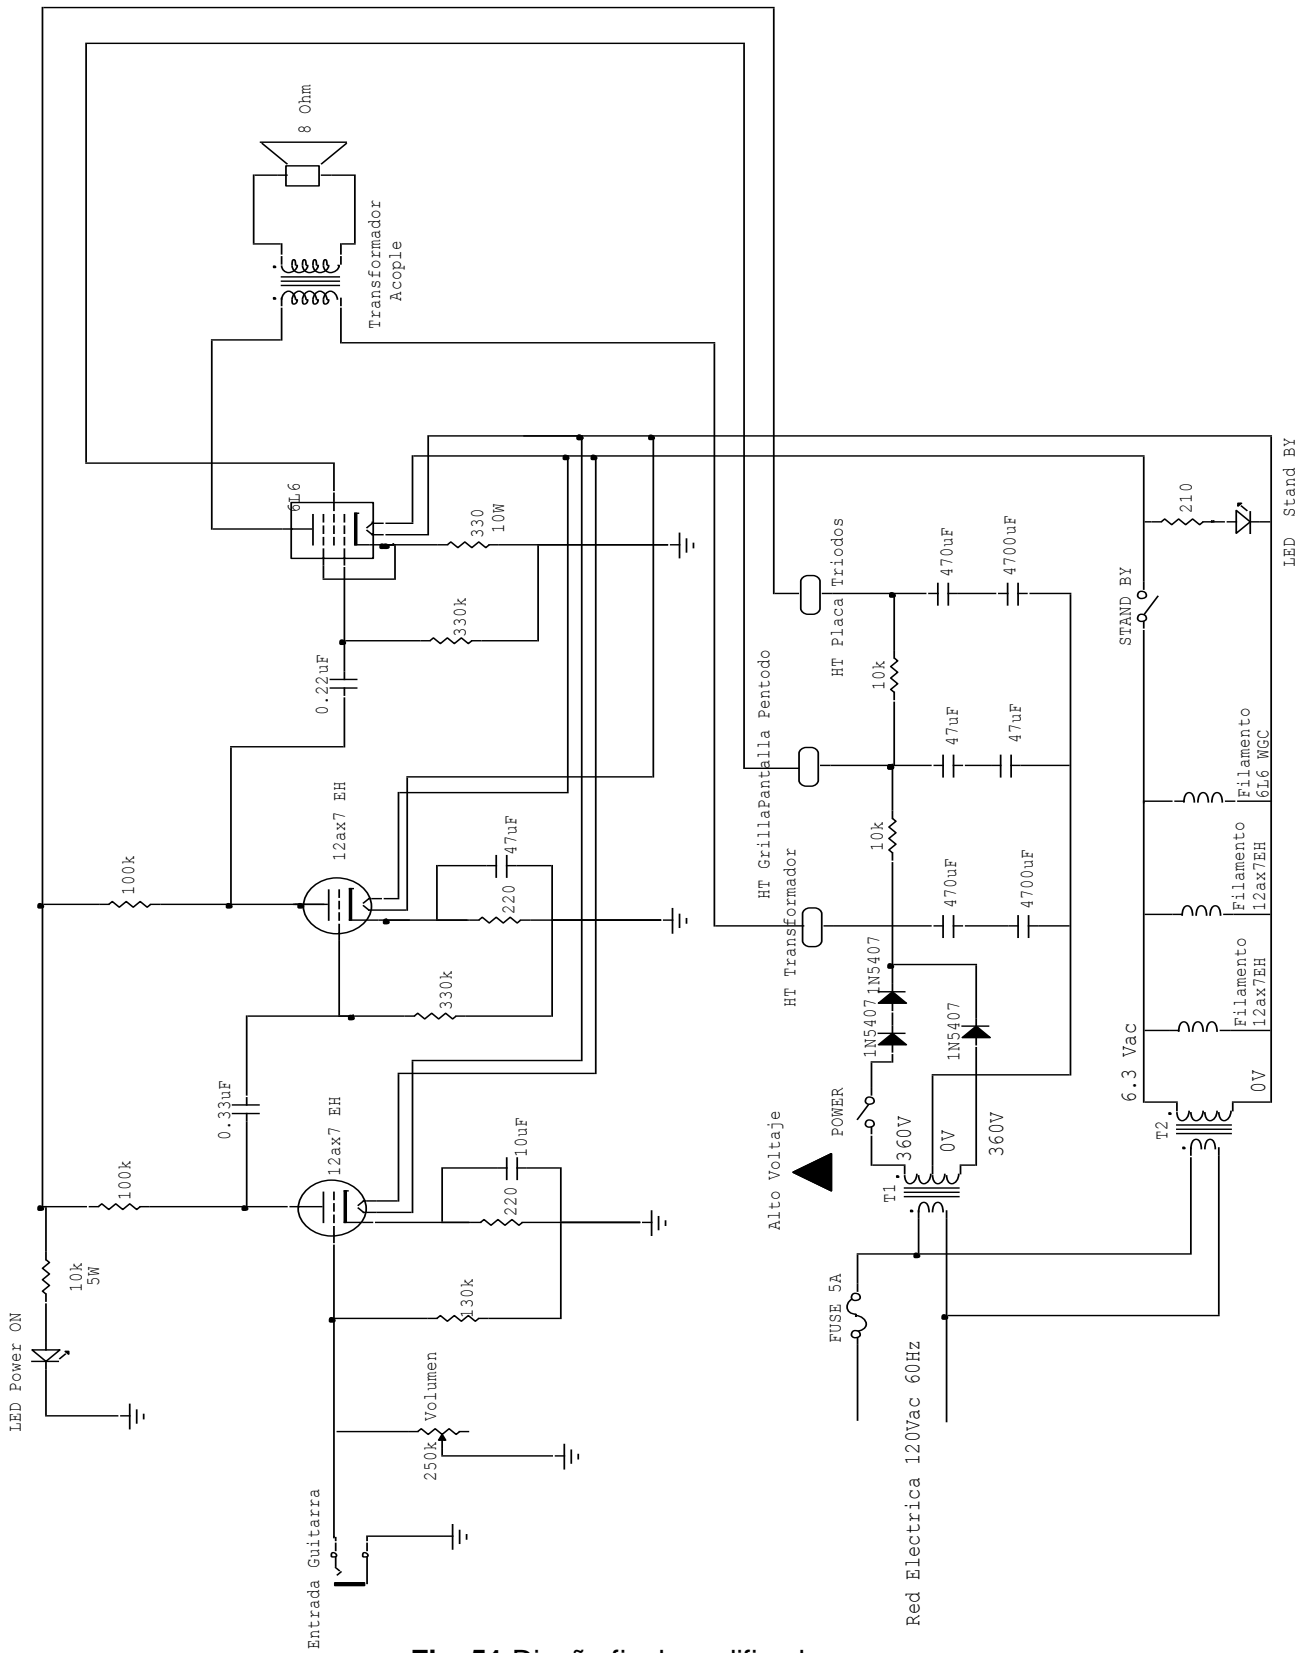 8 Ohm
Transformador
Acople
6L6
330
10W
330k
0.22uF
12ax7 EH
100k
47uF
220
330k
0.33uF
12ax7 EH
100k
10uF
220
130k
10k
5W
LED Power ON
Volumen
250k
Entrada Guitarra
HT Placa Triodos
470uF
4700uF
10k
HT GrillaPantalla Pentodo
47uF
47uF
10k
HT Transformador
470uF
4700uF
1N5407
1N5407
1N5407
POWER
Alto Voltaje
360V
0V
360V
T1
FUSE 5A
Red Electrica 120Vac 60Hz
210
LED Stand BY
STAND BY
Filamento
6L6 WGC
Filamento
12ax7EH
Filamento
12ax7EH
6.3 Vac
0V
T2